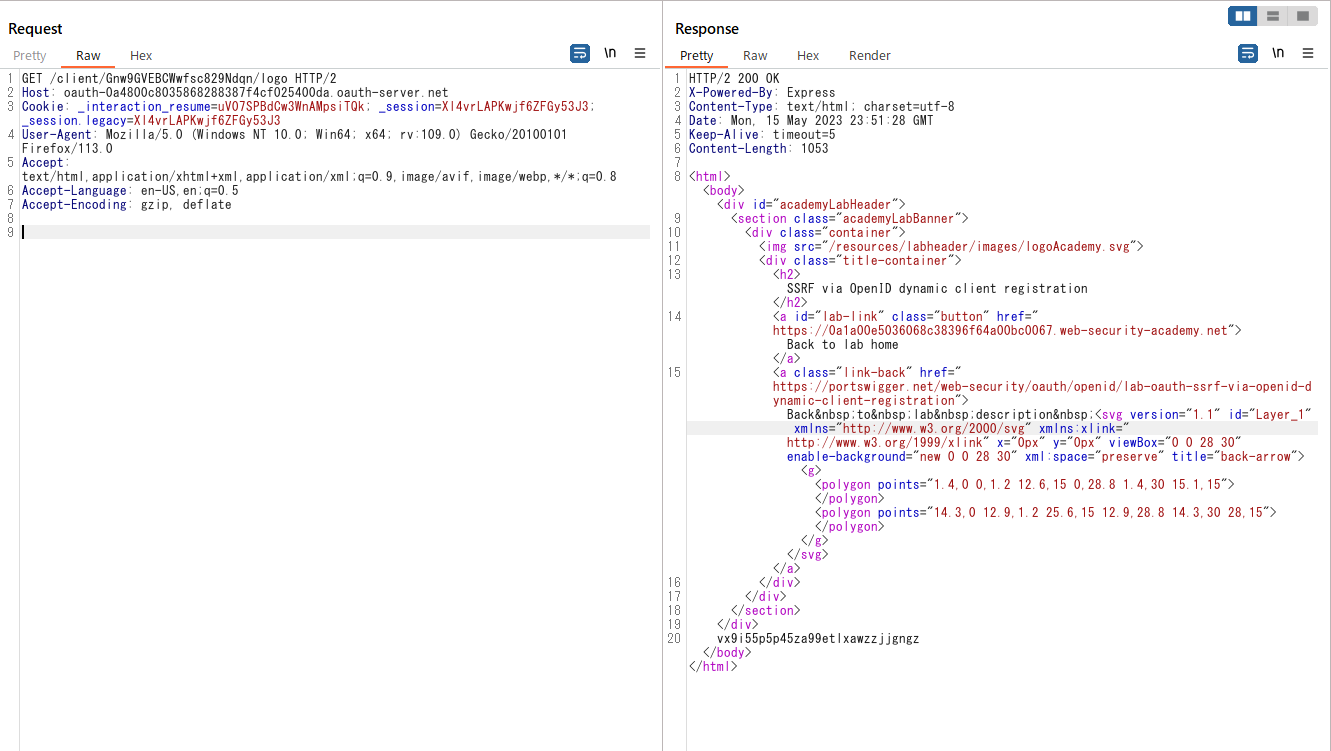 Request
Pretty Raw Hex \n
1 GET /client/Gnw9GVEBCWwfsc829Ndqn/logo HTTP/2
2 Host: oauth-0a4800c8035868288387f4cf025400da.oauth-server.net
3 Cookie: _interaction_resume=uVO7SPBdCw3WnAMpsiTQk; _session=Xl4vrLAPKwjf6ZFGy53J3;
_session.legacy=Xl4vrLAPKwjf6ZFGy53J3
4 User-Agent: Mozilla/5.0 (Windows NT 10.0; Win64; x64; rv:109.0) Gecko/20100101
Firefox/113.0
5 Accept:
text/html,application/xhtml+xml,application/xml;q=0.9,image/avif,image/webp,*/*;q=0.8
6 Accept-Language: en-US,en;q=0.5
7 Accept-Encoding: gzip, deflate
8
9
Response
Pretty Raw Hex Render \n
1 HTTP/2 200 OK
2 X-Powered-By: Express
3 Content-Type: text/html; charset=utf-8
4 Date: Mon, 15 May 2023 23:51:28 GMT
5 Keep-Alive: timeout=5
6 Content-Length: 1053
7
8 <html>
<body>
<div id="academyLabHeader">
9 <section class="academyLabBanner">
10 <div class="container">
11 <img src="/resources/labheader/images/logoAcademy.svg">
12 <div class="title-container">
13 <h2>
SSRF via OpenID dynamic client registration
</h2>
14 <a id="lab-link" class="button" href="
https://0a1a00e5036068c38396f64a00bc0067.web-security-academy.net">
Back to lab home
</a>
15 <a class="link-back" href="
https://portswigger.net/web-security/oauth/openid/lab-oauth-ssrf-via-openid-d
ynamic-client-registration">
Back&nbsp;to&nbsp;lab&nbsp;description&nbsp;<svg version="1.1" id="Layer_1"
xmlns="http://www.w3.org/2000/svg" xmlns:xlink="
http://www.w3.org/1999/xlink" x="0px" y="0px" viewBox="0 0 28 30"
enable-background="new 0 0 28 30" xml:space="preserve" title="back-arrow">
<g>
<polygon points="1.4,0 0,1.2 12.6,15 0,28.8 1.4,30 15.1,15">
</polygon>
<polygon points="14.3,0 12.9,1.2 25.6,15 12.9,28.8 14.3,30 28,15">
</polygon>
</g>
</svg>
</a>
16 </div>
17 </div>
18 </section>
19 </div>
20 vx9i55p5p45za99etlxawzzjjgngz
</body>
</html>